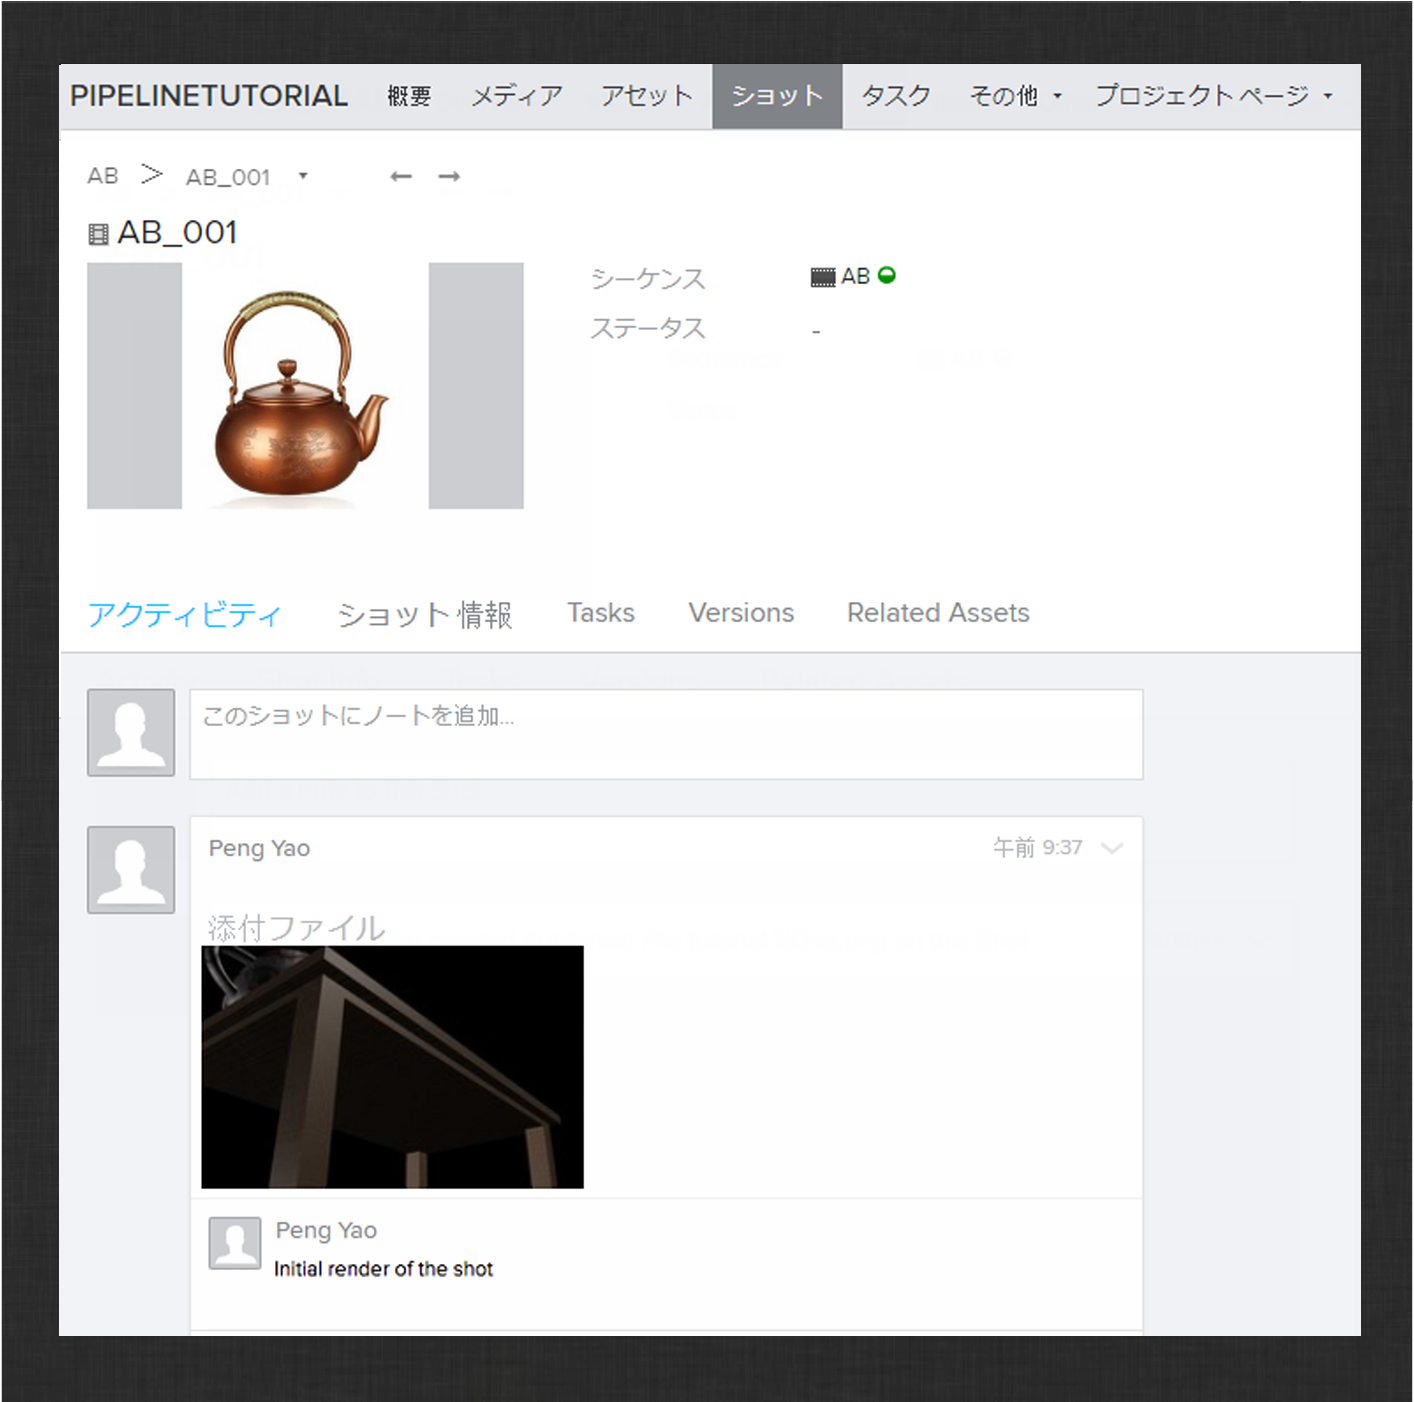 PIPELINETUTORIAL 概要 メディア アセット ショット タスク その他 プロジェクト ページ
AB > AB_001
AB_001
シーケンス AB
ステータス -
アクティビティ ショット 情報 Tasks Versions Related Assets
このショットにノートを追加...
Peng Yao 午前 9:37
添付ファイル
Peng Yao
Initial render of the shot